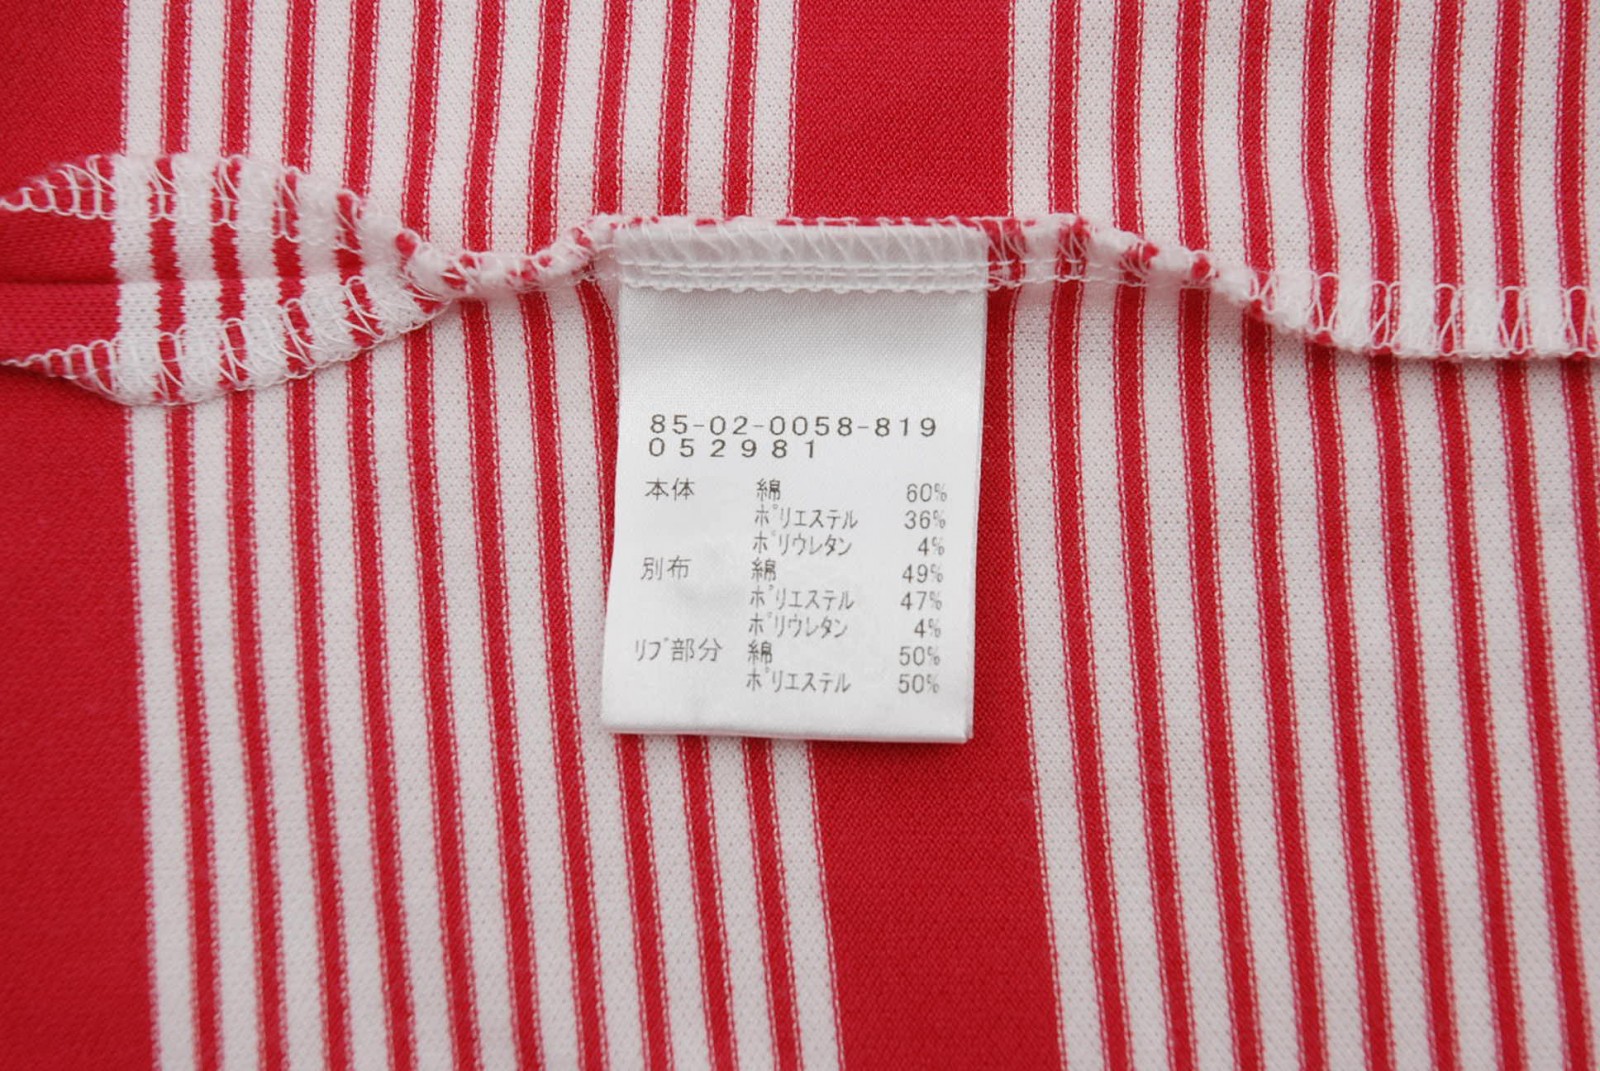 85-02-0058-819
052981
本体 綿 60%
ポリエステル 36%
ポリウレタン 4%
別布 綿 49%
ポリエステル 47%
ポリウレタン 4%
リブ部分 綿 50%
ポリエステル 50%